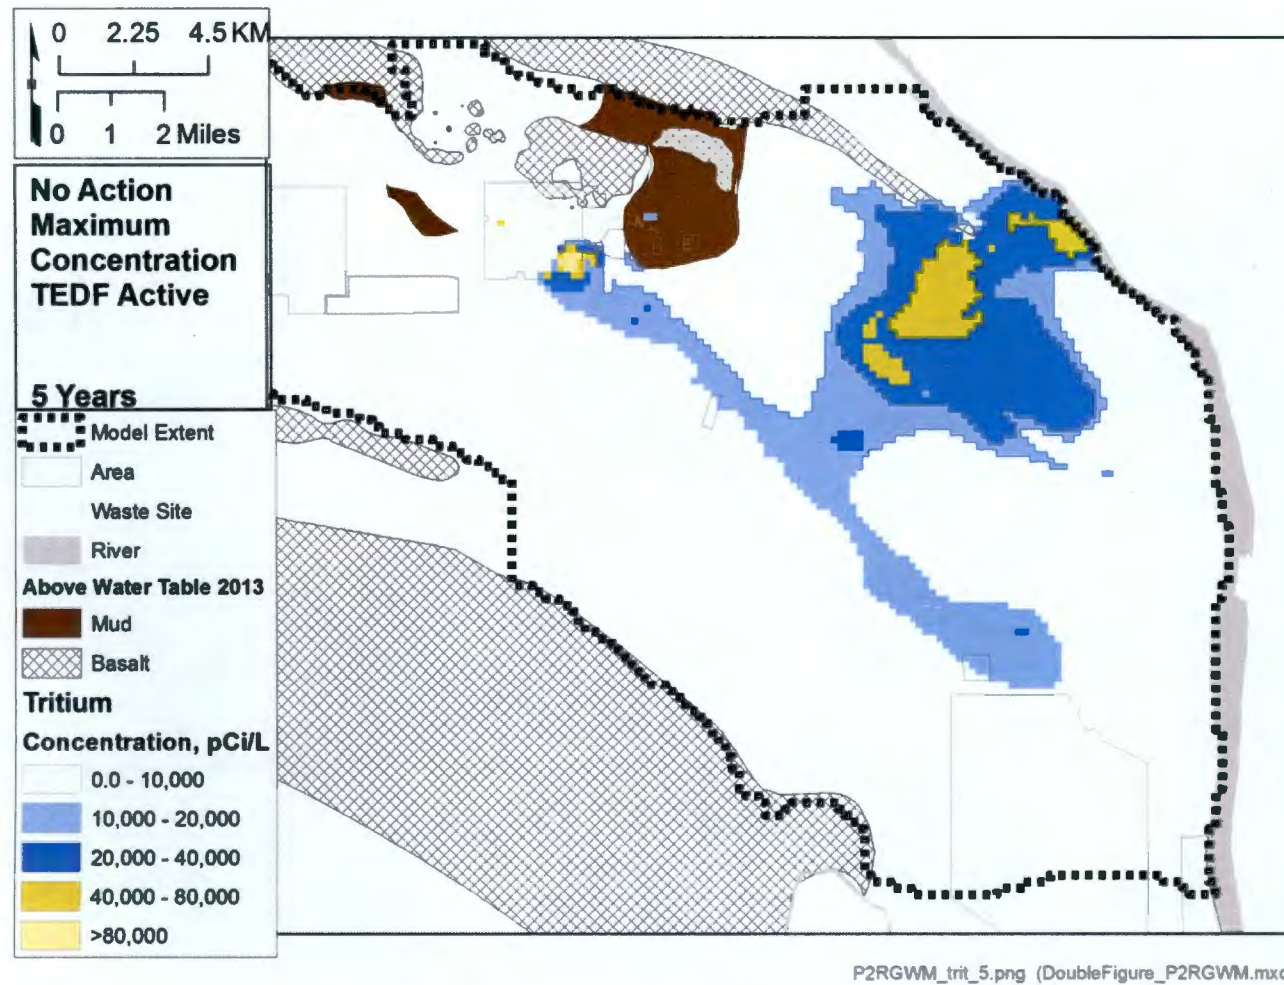 0 2.25 4.5 KM
0 1 2 Miles
No Action
Maximum
Concentration
TEDF Active
5 Years
Model Extent
Area
Waste Site
River
Above Water Table 2013
Mud
Basalt
Tritium
Concentration, pCi/L
0.0 - 10,000
10,000 - 20,000
20,000 - 40,000
40,000 - 80,000
>80,000
P2RGWM_trit_5.png (DoubleFigure_P2RGWM.mxd